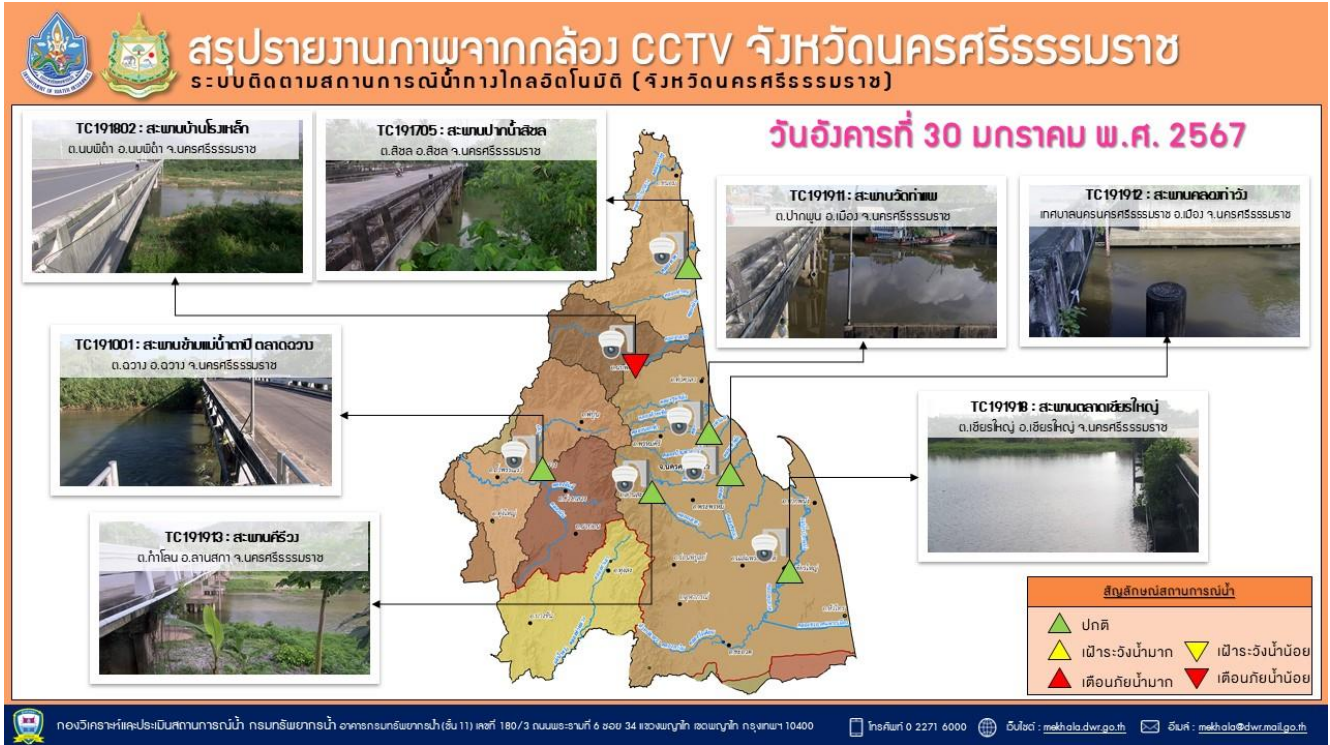 สรุปรายงานภาพจากกล้อง CCTV จังหวัดนครศรีธรรมราช
ระบบติดตามสถานการณ์น้ำทางไกลอัตโนมัติ (จังหวัดนครศรีธรรมราช)
วันอังคารที่ 30 มกราคม พ.ศ. 2567
TC191802 : สะพานบ้านโรงเหล็ก
ต.นบพิตำ อ.นบพิตำ จ.นครศรีธรรมราช
TC191705 : สะพานปากน้ำสิชล
ต.สิชล อ.สิชล จ.นครศรีธรรมราช
TC191911 : สะพานวัดท่าแพ
ต.ปากพูน อ.เมือง จ.นครศรีธรรมราช
TC191912 : สะพานคลองท่าวัง
เทศบาลนครนครศรีธรรมราช อ.เมือง จ.นครศรีธรรมราช
TC191001 : สะพานข้ามแม่น้ำตาปี ตลาดฉวาง
ต.ฉวาง อ.ฉวาง จ.นครศรีธรรมราช
TC191918 : สะพานตลาดเชียรใหญ่
ต.เชียรใหญ่ อ.เชียรใหญ่ จ.นครศรีธรรมราช
TC191913 : สะพานคีรีวง
ต.กำโลน อ.ลานสกา จ.นครศรีธรรมราช
สัญลักษณ์สถานการณ์น้ำ
ปกติ
เฝ้าระวังน้ำมาก เฝ้าระวังน้ำน้อย
เตือนภัยน้ำมาก เตือนภัยน้ำน้อย
กองวิเคราะห์และประเมินสถานการณ์น้ำ กรมทรัพยากรน้ำ อาคารกรมทรัพยากรน้ำ (ชั้น 11) เลขที่ 180/3 ถนนพระรามที่ 6 ซอย 34 แขวงพญาไท เขตพญาไท กรุงเทพฯ 10400 โทรศัพท์ 0 2271 6000 เว็บไซต์ : mekhala.dwr.go.th อีเมล์ : mekhala@dwr.mail.go.th